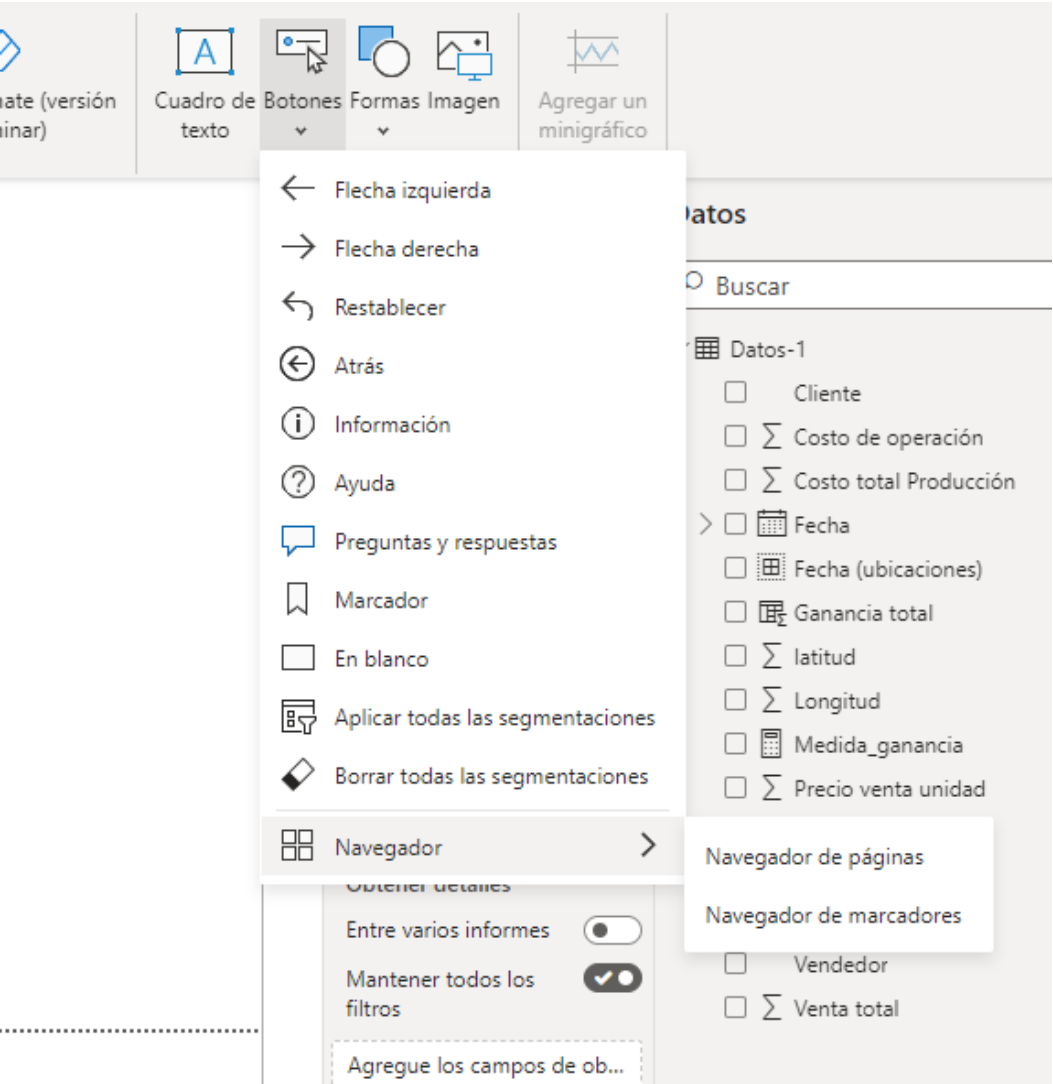 Cuadro de texto
Botones
Formas
Imagen
Agregar un minigráfico
(versión
Flecha izquierda
Flecha derecha
Restablecer
Atrás
Información
Ayuda
Preguntas y respuestas
Marcador
En blanco
Aplicar todas las segmentaciones
Borrar todas las segmentaciones
Navegador
Navegador de páginas
Navegador de marcadores
Obtener detalles
Entre varios informes
Mantener todos los
filtros
Agregue los campos de ob...
Buscar
Datos-1
Cliente
Costo de operación
Costo total Producción
Fecha
Fecha (ubicaciones)
Ganancia total
latitud
Longitud
Medida_ganancia
Precio venta unidad
Vendedor
Venta total